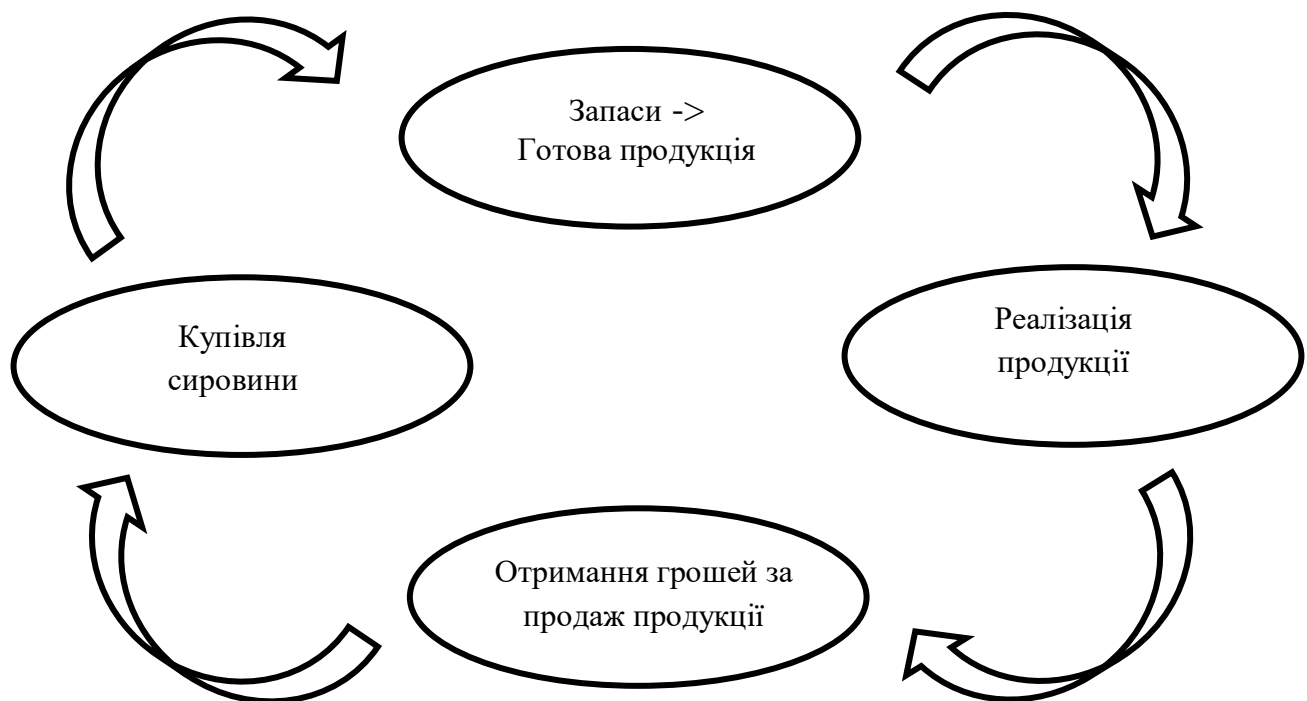 Запаси ->
Готова продукція
Купівля
сировини
Реалізація
продукції
Отримання грошей за
продаж продукції